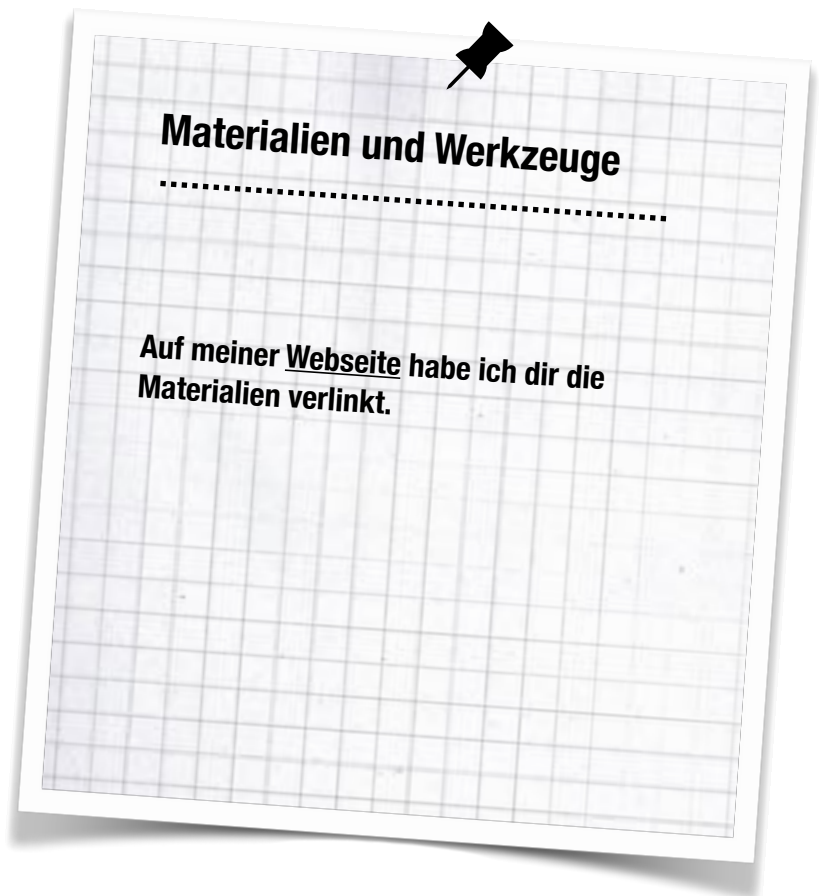 Materialien und Werkzeuge
Auf meiner Webseite habe ich dir die
Materialien verlinkt.